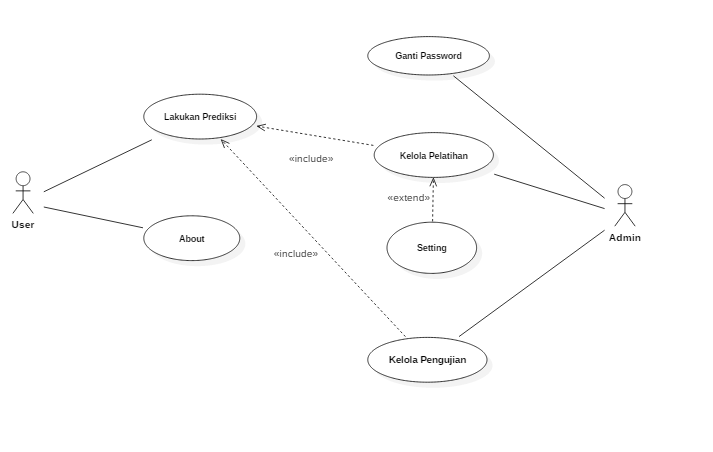 Ganti Password
Lakukan Prediksi
Kelola Pelatihan
«include»
«extend»
User
Admin
About
Setting
«include»
Kelola Pengujian